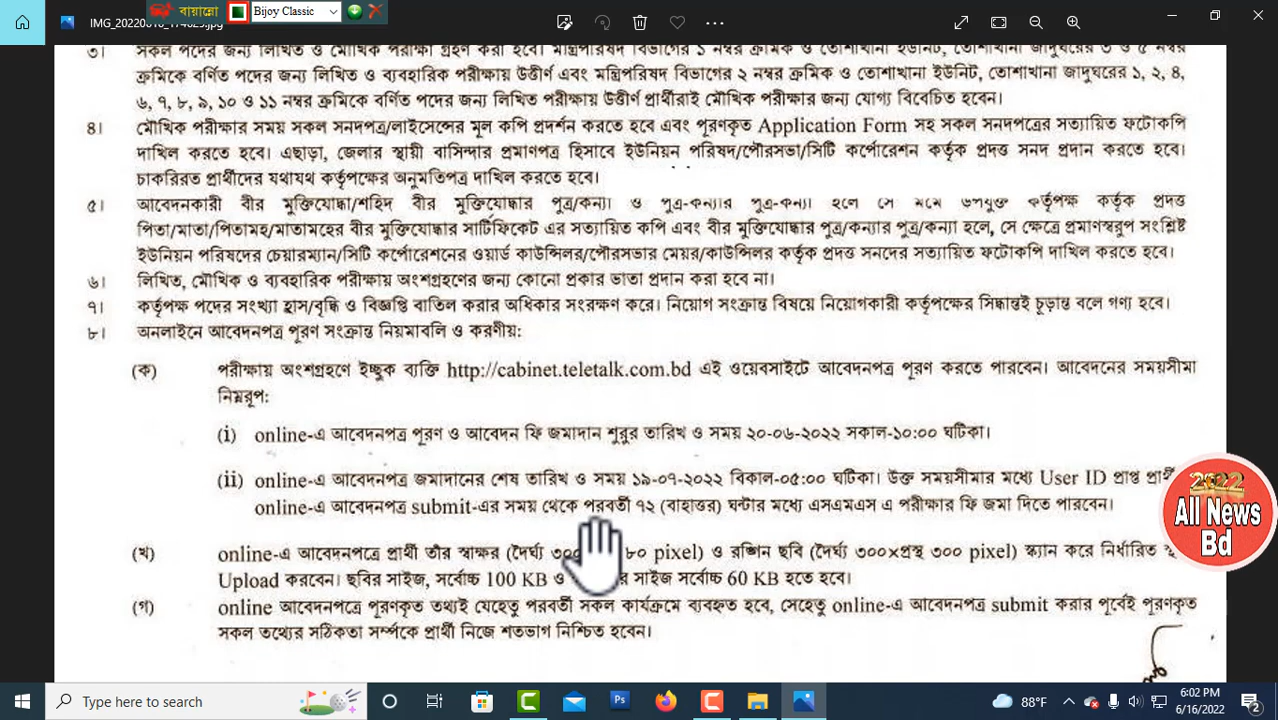 IMG_20220616_174629.jpg
বায়ান্নো
Bijoy Classic
৩। সকল পদের জন্য লিখিত ও মৌখিক পরীক্ষা গ্রহণ করা হবে। মন্ত্রিপরিষদ বিভাগের ১ নম্বর ক্রমিক ও তোশাখানা ইউনিট, তোশাখানা জাদুঘরের ৩ ও ৫ নম্বর
ক্রমিকে বর্ণিত পদের জন্য লিখিত ও ব্যবহারিক পরীক্ষায় উত্তীর্ণ এবং মন্ত্রিপরিষদ বিভাগের ২ নম্বর ক্রমিক ও তোশাখানা ইউনিট, তোশাখানা জাদুঘরের ১, ২, ৪,
৬, ৭, ৮, ৯, ১০ ও ১১ নম্বর ক্রমিকে বর্ণিত পদের জন্য লিখিত পরীক্ষায় উত্তীর্ণ প্রার্থীরাই মৌখিক পরীক্ষার জন্য যোগ্য বিবেচিত হবেন।
৪। মৌখিক পরীক্ষার সময় সকল সনদপত্র/লাইসেন্সের মূল কপি প্রদর্শন করতে হবে এবং পূরণকৃত Application Form সহ সকল সনদপত্রের সত্যায়িত ফটোকপি
দাখিল করতে হবে। এছাড়া, জেলার স্থায়ী বাসিন্দার প্রমাণপত্র হিসাবে ইউনিয়ন পরিষদ/পৌরসভা/সিটি কর্পোরেশন কর্তৃক প্রদত্ত সনদ প্রদান করতে হবে।
চাকরিরত প্রার্থীদের যথাযথ কর্তৃপক্ষের অনুমতিপত্র দাখিল করতে হবে।
৫। আবেদনকারী বীর মুক্তিযোদ্ধা/শহিদ বীর মুক্তিযোদ্ধার পুত্র/কন্যা ও পুত্র-কন্যার পুত্র-কন্যা হলে সে মর্মে উপযুক্ত কর্তৃপক্ষ কর্তৃক প্রদত্ত
পিতা/মাতা/পিতামহ/মাতামহের বীর মুক্তিযোদ্ধার সার্টিফিকেট এর সত্যায়িত কপি এবং বীর মুক্তিযোদ্ধার পুত্র/কন্যার পুত্র/কন্যা হলে, সে ক্ষেত্রে প্রমাণস্বরুপ সংশ্লিষ্ট
ইউনিয়ন পরিষদের চেয়ারম্যান/সিটি কর্পোরেশনের ওয়ার্ড কাউন্সিলর/পৌরসভার মেয়র/কাউন্সিলর কর্তৃক প্রদত্ত সনদের সত্যায়িত ফটোকপি দাখিল করতে হবে।
৬। লিখিত, মৌখিক ও ব্যবহারিক পরীক্ষায় অংশগ্রহণের জন্য কোনো প্রকার ভাতা প্রদান করা হবে না।
৭। কর্তৃপক্ষ পদের সংখ্যা হ্রাস/বৃদ্ধি ও বিজ্ঞপ্তি বাতিল করার অধিকার সংরক্ষণ করে। নিয়োগ সংক্রান্ত বিষয়ে নিয়োগকারী কর্তৃপক্ষের সিদ্ধান্তই চূড়ান্ত বলে গণ্য হবে।
৮। অনলাইনে আবেদনপত্র পূরণ সংক্রান্ত নিয়মাবলি ও করণীয়:
(ক) পরীক্ষায় অংশগ্রহণে ইচ্ছুক ব্যক্তি http://cabinet.teletalk.com.bd এই ওয়েবসাইটে আবেদনপত্র পূরণ করতে পারবেন। আবেদনের সময়সীমা
নিম্নরূপ:
(i) online-এ আবেদনপত্র পূরণ ও আবেদন ফি জমাদান শুরুর তারিখ ও সময় ২০-০৬-২০২২ সকাল-১০:০০ ঘটিকা।
(ii) online-এ আবেদনপত্র জমাদানের শেষ তারিখ ও সময় ১৯-০৭-২০২২ বিকাল-০৫:০০ ঘটিকা। উক্ত সময়সীমার মধ্যে User ID প্রাপ্ত
online-এ আবেদনপত্র submit-এর সময় থেকে পরবর্তী ৭২ (বাহাত্তর) ঘন্টার মধ্যে এসএমএস এ পরীক্ষার ফি জমা দিতে পারবেন।
(খ) online-এ আবেদনপত্রে প্রার্থী তাঁর স্বাক্ষর (দৈর্ঘ্য ৮০ pixel) ও রঙ্গিন ছবি (দৈর্ঘ্য ৩০০×প্রস্থ ৩০০ pixel) স্ক্যান করে নির্ধারিত
Upload করবেন। ছবির সাইজ, সর্বোচ্চ 100 KB ও সাইজ সর্বোচ্চ 60 KB হতে হবে।
(গ) online আবেদনপত্রে পূরণকৃত তথ্যই যেহেতু পরবর্তী সকল কার্যক্রমে ব্যবহৃত হবে, সেহেতু online-এ আবেদনপত্র submit করার পূর্বেই পূরণকৃত
সকল তথ্যের সঠিকতা সর্ম্পকে প্রার্থী নিজে শতভাগ নিশ্চিত হবেন।
2022
All News
Bd
Type here to search
Ps
88°F
6:02 PM
6/16/2022
2